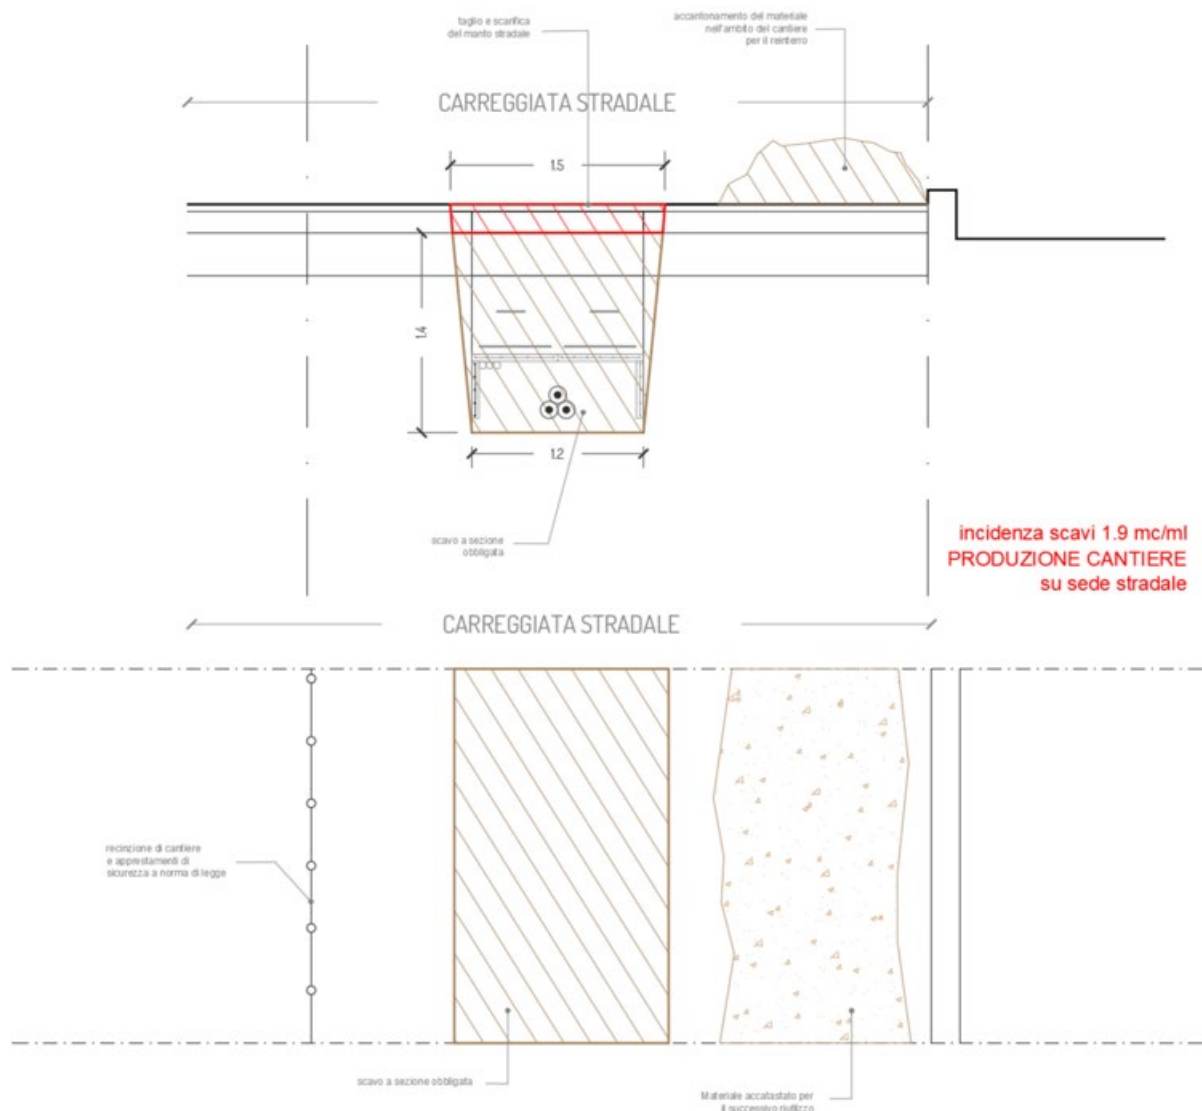 taglio e scarifica
del manto stradale
accantonamento del materiale
nell'ambito del cantiere
per il reinterro
CARREGGIATA STRADALE
1.5
1.4
1.2
scavo a sezione
obbligata
incidenza scavi 1.9 mc/ml
PRODUZIONE CANTIERE
su sede stradale
CARREGGIATA STRADALE
recinzione di cantiere
e apprestamenti di
sicurezza a norma di legge
scavo a sezione obbligata
Materiale accatastato per
il successivo riutilizzo